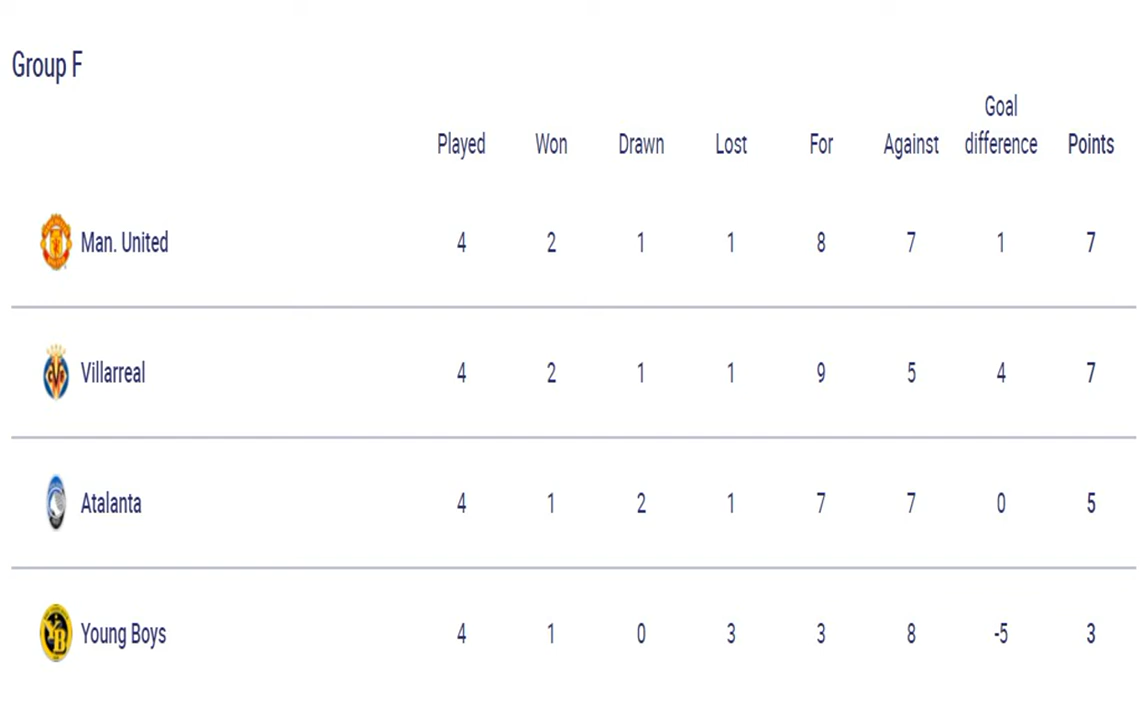 Group F
Played Won Drawn Lost For Against Goal difference Points
Man. United 4 2 1 1 8 7 1 7
Villarreal 4 2 1 1 9 5 4 7
Atalanta 4 1 2 1 7 7 0 5
Young Boys 4 1 0 3 3 8 -5 3